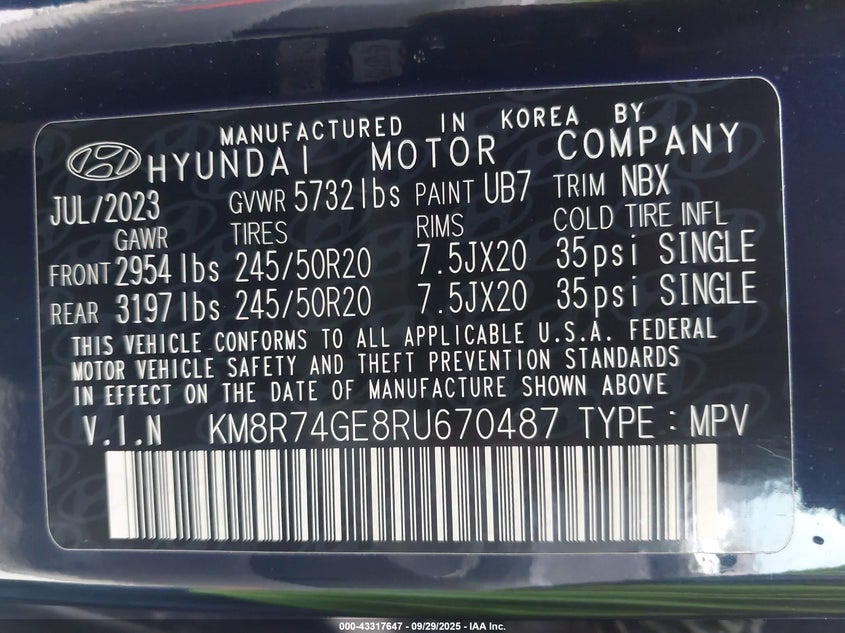 MANUFACTURED IN KOREA BY
HYUNDAI MOTOR COMPANY
JUL/2023 GVWR 5732lbs PAINT UB7 TRIM NBX
GAWR TIRES RIMS COLD TIRE INFL
FRONT 2954 lbs 245/50R20 7.5JX20 35psi SINGLE
REAR 3197lbs 245/50R20 7.5JX20 35psi SINGLE
THIS VEHICLE CONFORMS TO ALL APPLICABLE U.S.A. FEDERAL
MOTOR VEHICLE SAFETY AND THEFT PREVENTION STANDARDS
IN EFFECT ON THE DATE OF MANUFACTURE SHOWN ABOVE
V.I.N KM8R74GE8RU670487 TYPE : MPV
000-43317647 - 09/29/2025 - IAA Inc.